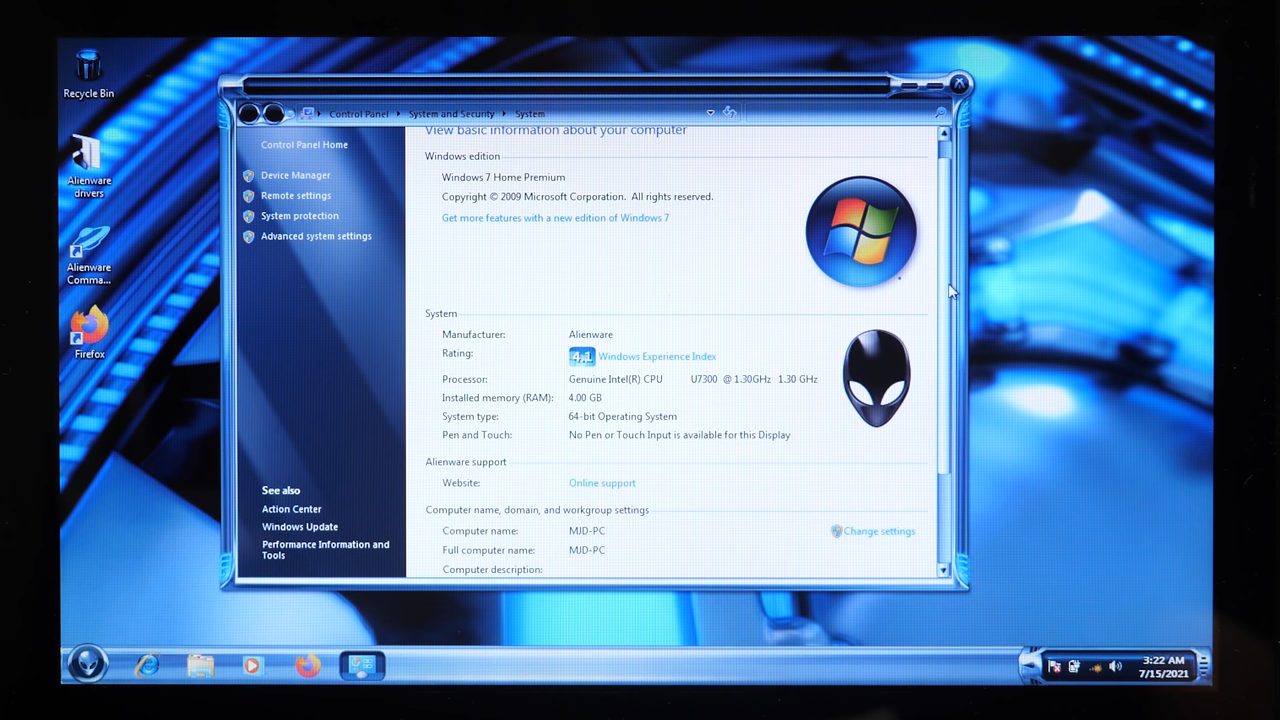 Recycle Bin
Alienware
drivers
Alienware
Comma...
Firefox
Control Panel System and Security System
Control Panel Home
Device Manager
Remote settings
System protection
Advanced system settings
See also
Action Center
Windows Update
Performance Information and
Tools
View basic information about your computer
Windows edition
Windows 7 Home Premium
Copyright © 2009 Microsoft Corporation. All rights reserved.
Get more features with a new edition of Windows 7
System
Manufacturer: Alienware
Rating: 4.1 Windows Experience Index
Processor: Genuine Intel(R) CPU U7300 @ 1.30GHz 1.30 GHz
Installed memory (RAM): 4.00 GB
System type: 64-bit Operating System
Pen and Touch: No Pen or Touch Input is available for this Display
Alienware support
Website: Online support
Computer name, domain, and workgroup settings
Computer name: MJD-PC Change settings
Full computer name: MJD-PC
Computer description:
3:22 AM
7/15/2021